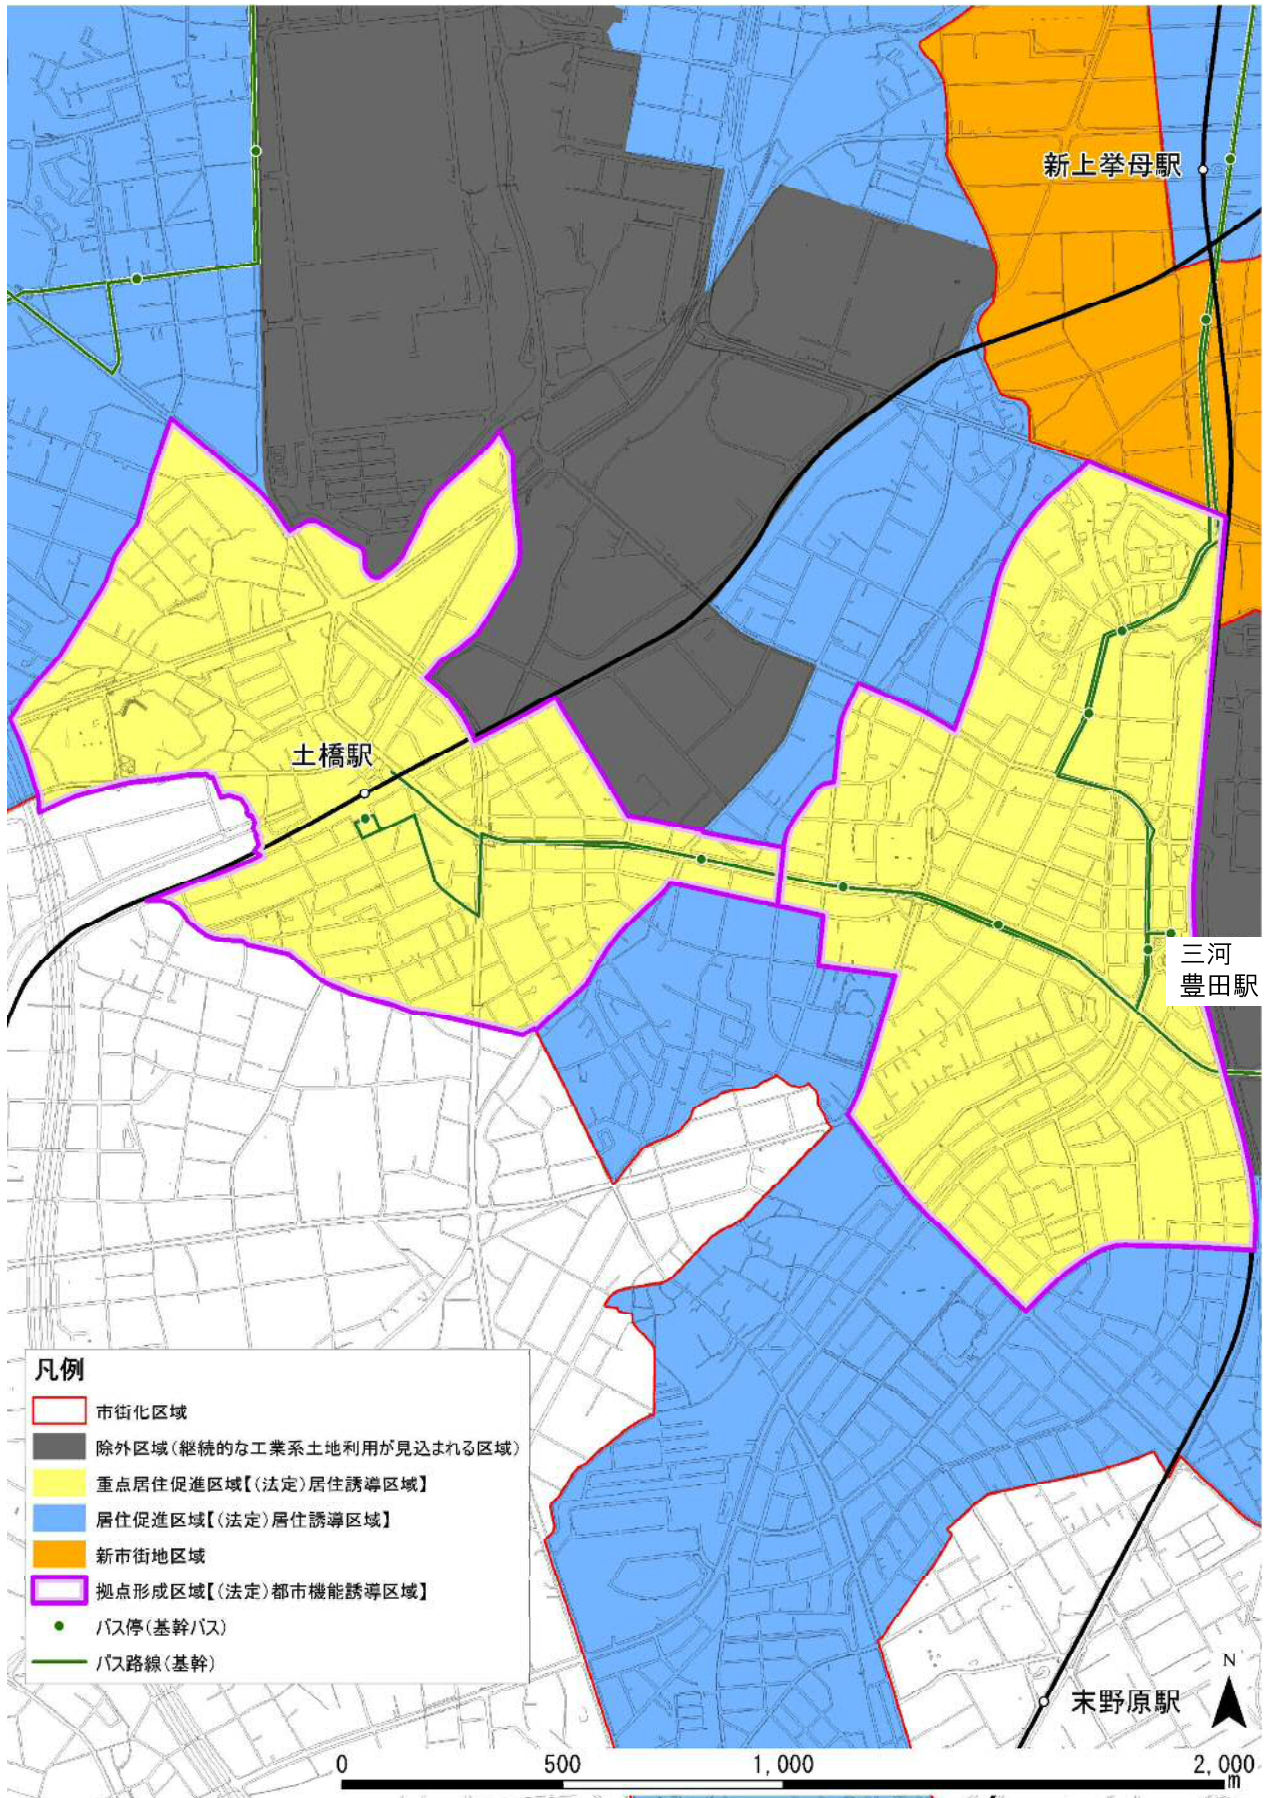 新上挙母駅
土橋駅
三河
豊田駅
凡例
市街化区域
除外区域(継続的な工業系土地利用が見込まれる区域)
重点居住促進区域【(法定)居住誘導区域】
居住促進区域【(法定)居住誘導区域】
新市街地区域
拠点形成区域【(法定)都市機能誘導区域】
バス停(基幹バス)
バス路線(基幹)
N
末野原駅
0 500 1,000 2,000
m